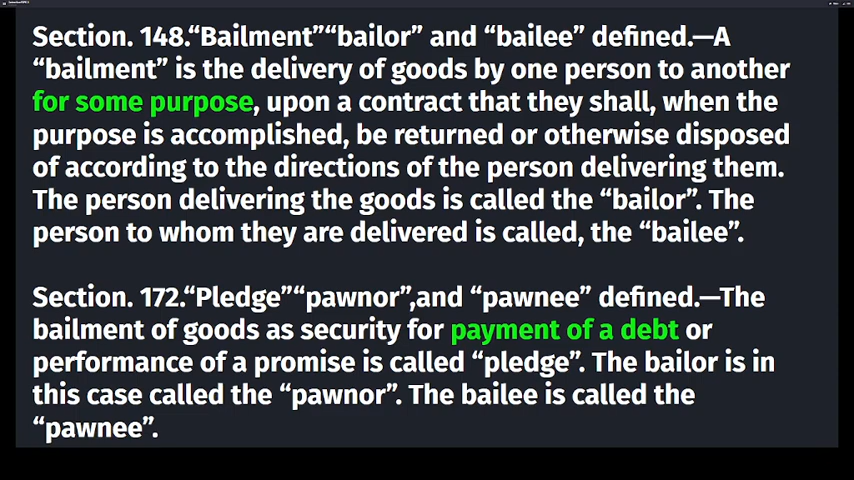 Section. 148.“Bailment”“bailor” and “bailee” defined.—A
“bailment” is the delivery of goods by one person to another
for some purpose, upon a contract that they shall, when the
purpose is accomplished, be returned or otherwise disposed
of according to the directions of the person delivering them.
The person delivering the goods is called the “bailor”. The
person to whom they are delivered is called, the “bailee”.
Section. 172.“Pledge”“pawnor”,and “pawnee” defined.—The
bailment of goods as security for payment of a debt or
performance of a promise is called “pledge”. The bailor is in
this case called the “pawnor”. The bailee is called the
“pawnee”.